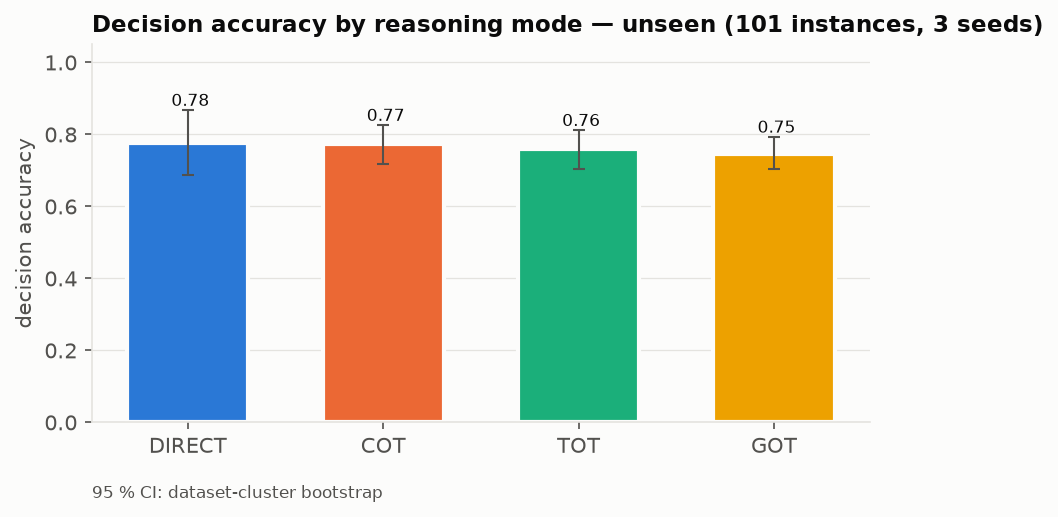 Decision accuracy by reasoning mode — unseen (101 instances, 3 seeds)
decision accuracy
1.0
0.8
0.6
0.4
0.2
0.0
0.78
0.77
0.76
0.75
DIRECT COT TOT GOT
95 % CI: dataset-cluster bootstrap